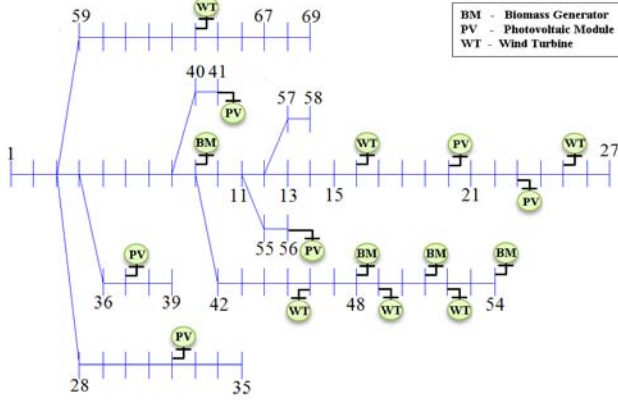 59
WT
67
69
BM - Biomass Generator
PV - Photovoltaic Module
WT - Wind Turbine
40 41
PV
57 58
1
BM
WT
PV
WT
27
11
13
15
21
PV
55 56
PV
PV
36
39
42
BM
BM
BM
48
54
WT
WT
WT
PV
28
35